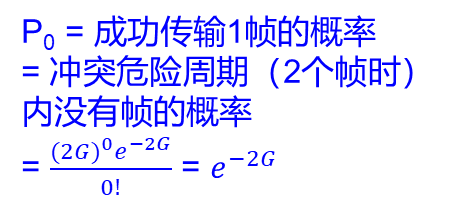 P₀ = 成功传输1帧的概率
= 冲突危险周期（2个帧时）
内没有帧的概率
= \frac{(2G)^0 e^{-2G}}{0!} = e^{-2G}